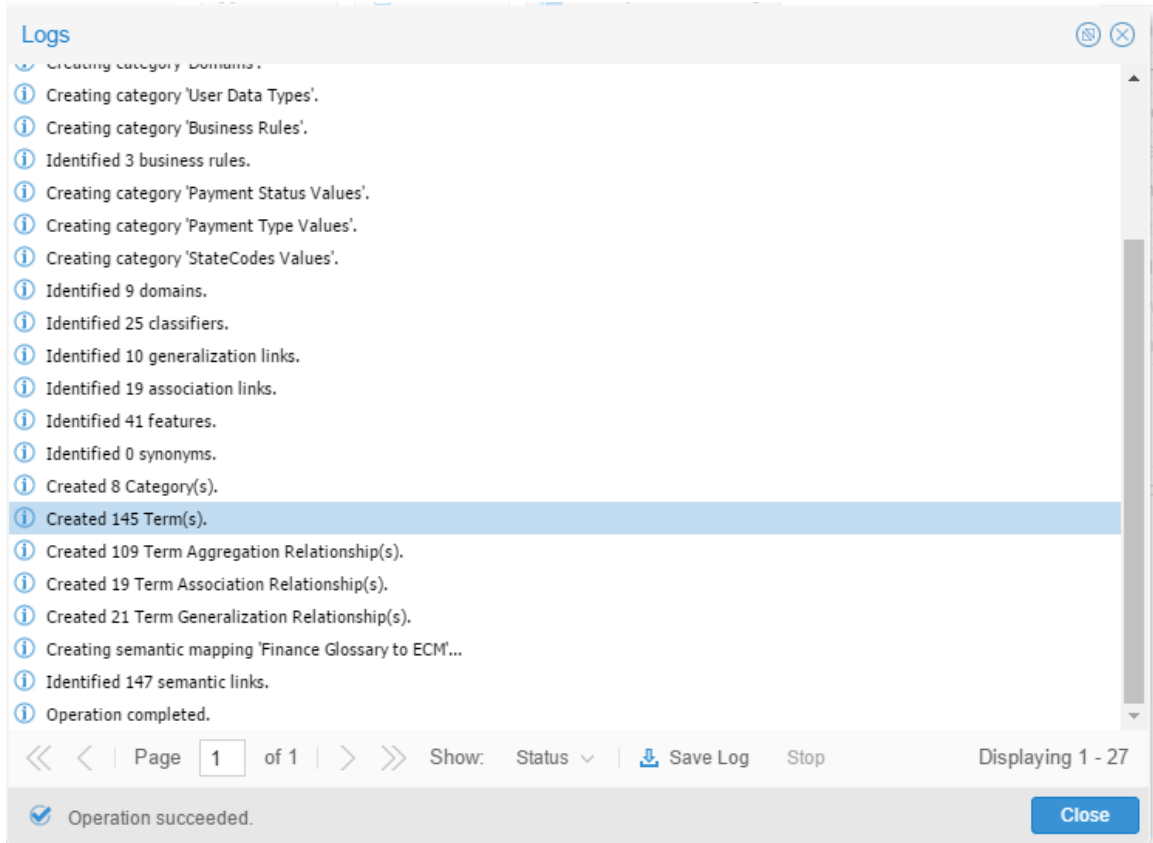 Logs
Creating category 'Domains'.
Creating category 'User Data Types'.
Creating category 'Business Rules'.
Identified 3 business rules.
Creating category 'Payment Status Values'.
Creating category 'Payment Type Values'.
Creating category 'StateCodes Values'.
Identified 9 domains.
Identified 25 classifiers.
Identified 10 generalization links.
Identified 19 association links.
Identified 41 features.
Identified 0 synonyms.
Created 8 Category(s).
Created 145 Term(s).
Created 109 Term Aggregation Relationship(s).
Created 19 Term Association Relationship(s).
Created 21 Term Generalization Relationship(s).
Creating semantic mapping 'Finance Glossary to ECM'...
Identified 147 semantic links.
Operation completed.
Page 1 of 1 Show: Status Save Log Stop Displaying 1 - 27
Operation succeeded. Close